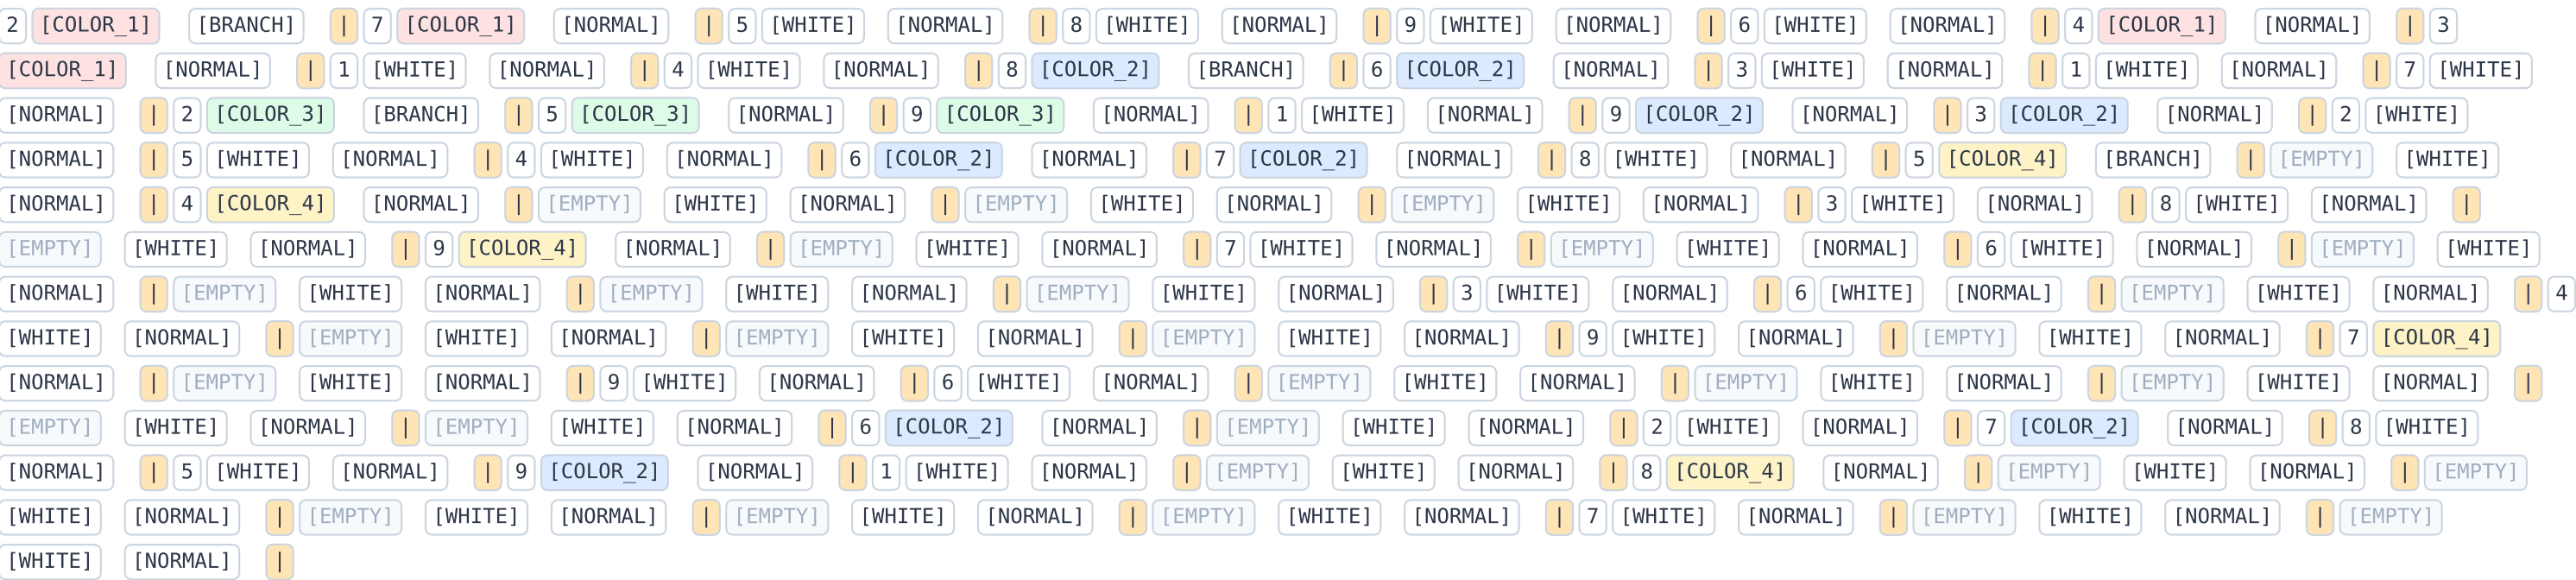 2 [COLOR_1] [BRANCH] | 7 [COLOR_1] [NORMAL] | 5 [WHITE] [NORMAL] | 8 [WHITE] [NORMAL] | 9 [WHITE] [NORMAL] | 6 [WHITE] [NORMAL] | 4 [COLOR_1] [NORMAL] | 3
[COLOR_1] [NORMAL] | 1 [WHITE] [NORMAL] | 4 [WHITE] [NORMAL] | 8 [COLOR_2] [BRANCH] | 6 [COLOR_2] [NORMAL] | 3 [WHITE] [NORMAL] | 1 [WHITE] [NORMAL] | 7 [WHITE]
[NORMAL] | 2 [COLOR_3] [BRANCH] | 5 [COLOR_3] [NORMAL] | 9 [COLOR_3] [NORMAL] | 1 [WHITE] [NORMAL] | 9 [COLOR_2] [NORMAL] | 3 [COLOR_2] [NORMAL] | 2 [WHITE]
[NORMAL] | 5 [WHITE] [NORMAL] | 4 [WHITE] [NORMAL] | 6 [COLOR_2] [NORMAL] | 7 [COLOR_2] [NORMAL] | 8 [WHITE] [NORMAL] | 5 [COLOR_4] [BRANCH] | [EMPTY] [WHITE]
[NORMAL] | 4 [COLOR_4] [NORMAL] | [EMPTY] [WHITE] [NORMAL] | [EMPTY] [WHITE] [NORMAL] | [EMPTY] [WHITE] [NORMAL] | 3 [WHITE] [NORMAL] | 8 [WHITE] [NORMAL] |
[EMPTY] [WHITE] [NORMAL] | 9 [COLOR_4] [NORMAL] | [EMPTY] [WHITE] [NORMAL] | 7 [WHITE] [NORMAL] | [EMPTY] [WHITE] [NORMAL] | 6 [WHITE] [NORMAL] | [EMPTY] [WHITE]
[NORMAL] | [EMPTY] [WHITE] [NORMAL] | [EMPTY] [WHITE] [NORMAL] | [EMPTY] [WHITE] [NORMAL] | 3 [WHITE] [NORMAL] | 6 [WHITE] [NORMAL] | [EMPTY] [WHITE] [NORMAL] | 4
[WHITE] [NORMAL] | [EMPTY] [WHITE] [NORMAL] | [EMPTY] [WHITE] [NORMAL] | [EMPTY] [WHITE] [NORMAL] | 9 [WHITE] [NORMAL] | [EMPTY] [WHITE] [NORMAL] | 7 [COLOR_4]
[NORMAL] | [EMPTY] [WHITE] [NORMAL] | 9 [WHITE] [NORMAL] | 6 [WHITE] [NORMAL] | [EMPTY] [WHITE] [NORMAL] | [EMPTY] [WHITE] [NORMAL] | [EMPTY] [WHITE] [NORMAL] |
[EMPTY] [WHITE] [NORMAL] | [EMPTY] [WHITE] [NORMAL] | 6 [COLOR_2] [NORMAL] | [EMPTY] [WHITE] [NORMAL] | 2 [WHITE] [NORMAL] | 7 [COLOR_2] [NORMAL] | 8 [WHITE]
[NORMAL] | 5 [WHITE] [NORMAL] | 9 [COLOR_2] [NORMAL] | 1 [WHITE] [NORMAL] | [EMPTY] [WHITE] [NORMAL] | 8 [COLOR_4] [NORMAL] | [EMPTY] [WHITE] [NORMAL] | [EMPTY]
[WHITE] [NORMAL] | [EMPTY] [WHITE] [NORMAL] | [EMPTY] [WHITE] [NORMAL] | [EMPTY] [WHITE] [NORMAL] | 7 [WHITE] [NORMAL] | [EMPTY] [WHITE] [NORMAL] | [EMPTY]
[WHITE] [NORMAL] |